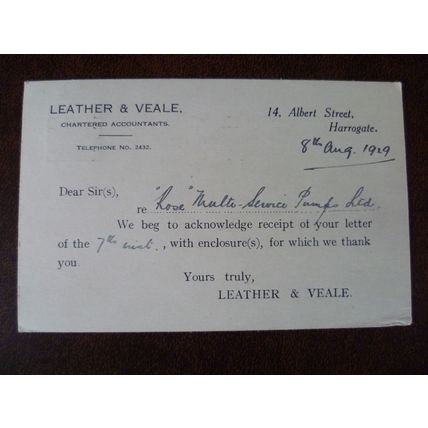 LEATHER & VEALE.
CHARTERED ACCOUNTANTS.
TELEPHONE NO. 2432.
14, Albert Street,
Harrogate.
8th Aug. 1929
Dear Sir(s),
re "Rose" Multi-Service Pumps Ltd.
We beg to acknowledge receipt of your letter
of the 7th inst., with enclosure(s), for which we thank
you.
Yours truly,
LEATHER & VEALE.